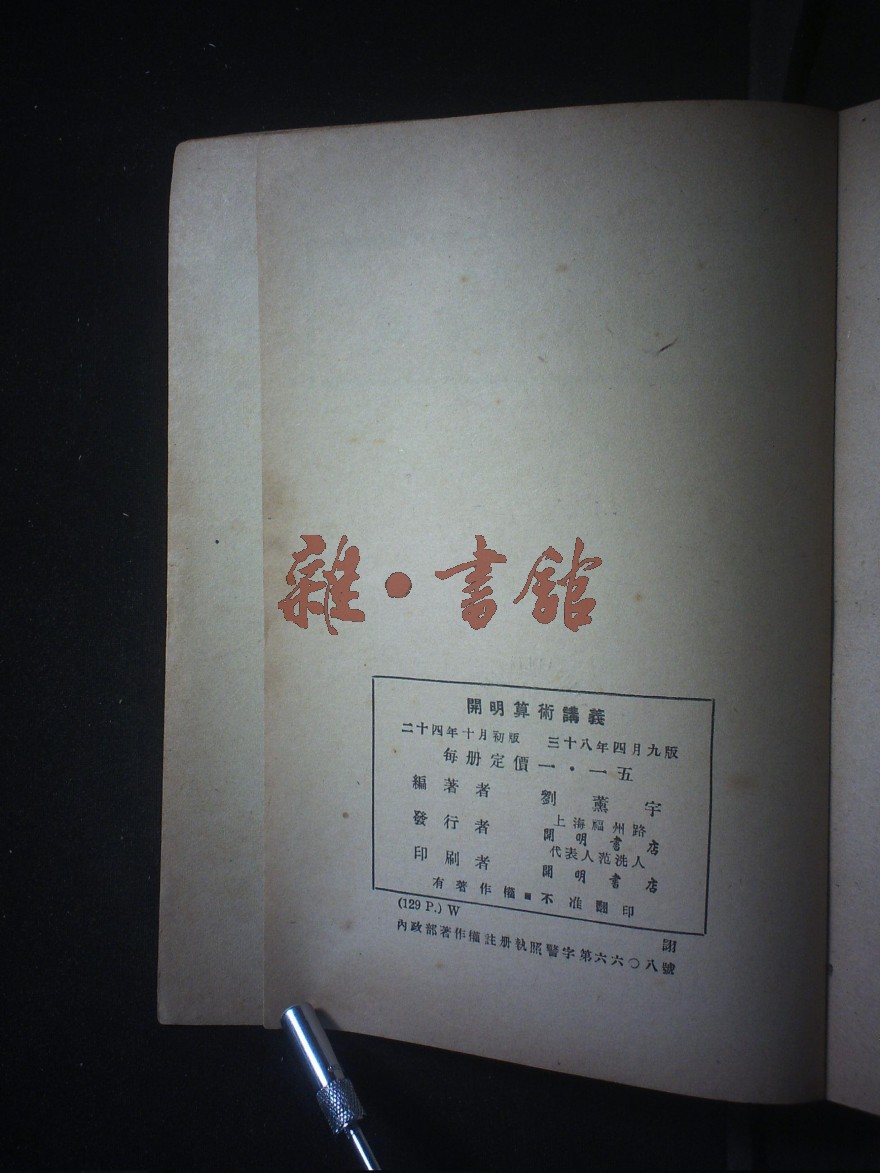 雜·書館
開明算術講義
二十四年十月初版 三十八年四月九版
每册定價一·一五
編著者 劉薰宇
發行者 上海福州路
開明書店
代表人范洗人
印刷者 開明書店
有著作權■不准翻印
(129 P.) W
內政部著作權註册執照警字第六六〇八號